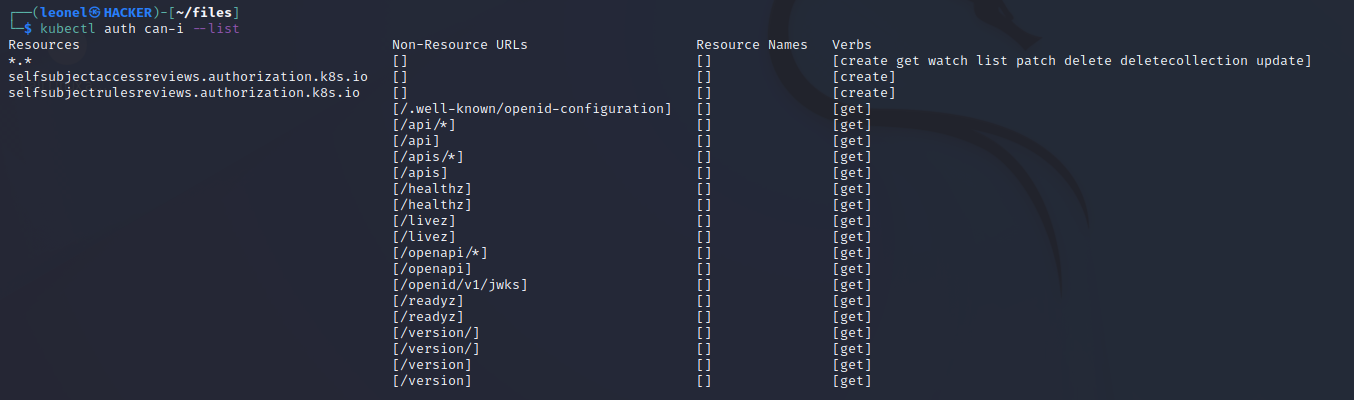 ┌──(leonel㉿HACKER)-[~/files]
└─$ kubectl auth can-i --list
Resources Non-Resource URLs Resource Names Verbs
*.* [] [] [create get watch list patch delete deletecollection update]
selfsubjectaccessreviews.authorization.k8s.io [] [] [create]
selfsubjectrulesreviews.authorization.k8s.io [] [] [create]
[/.well-known/openid-configuration] [] [get]
[/api/*] [] [get]
[/api] [] [get]
[/apis/*] [] [get]
[/apis] [] [get]
[/healthz] [] [get]
[/healthz] [] [get]
[/livez] [] [get]
[/livez] [] [get]
[/openapi/*] [] [get]
[/openapi] [] [get]
[/openid/v1/jwks] [] [get]
[/readyz] [] [get]
[/readyz] [] [get]
[/version/] [] [get]
[/version/] [] [get]
[/version] [] [get]
[/version] [] [get]